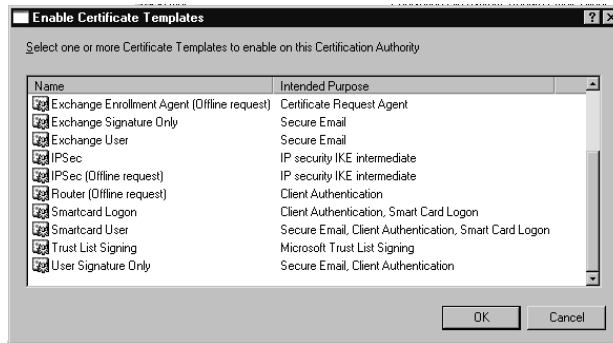 Enable Certificate Templates
Select one or more Certificate Templates to enable on this Certification Authority
Name Intended Purpose
Exchange Enrollment Agent (Offline request) Certificate Request Agent
Exchange Signature Only Secure Email
Exchange User Secure Email
IPSec IP security IKE intermediate
IPSec (Offline request) IP security IKE intermediate
Router (Offline request) Client Authentication
Smartcard Logon Client Authentication, Smart Card Logon
Smartcard User Secure Email, Client Authentication, Smart Card Logon
Trust List Signing Microsoft Trust List Signing
User Signature Only Secure Email, Client Authentication
OK Cancel